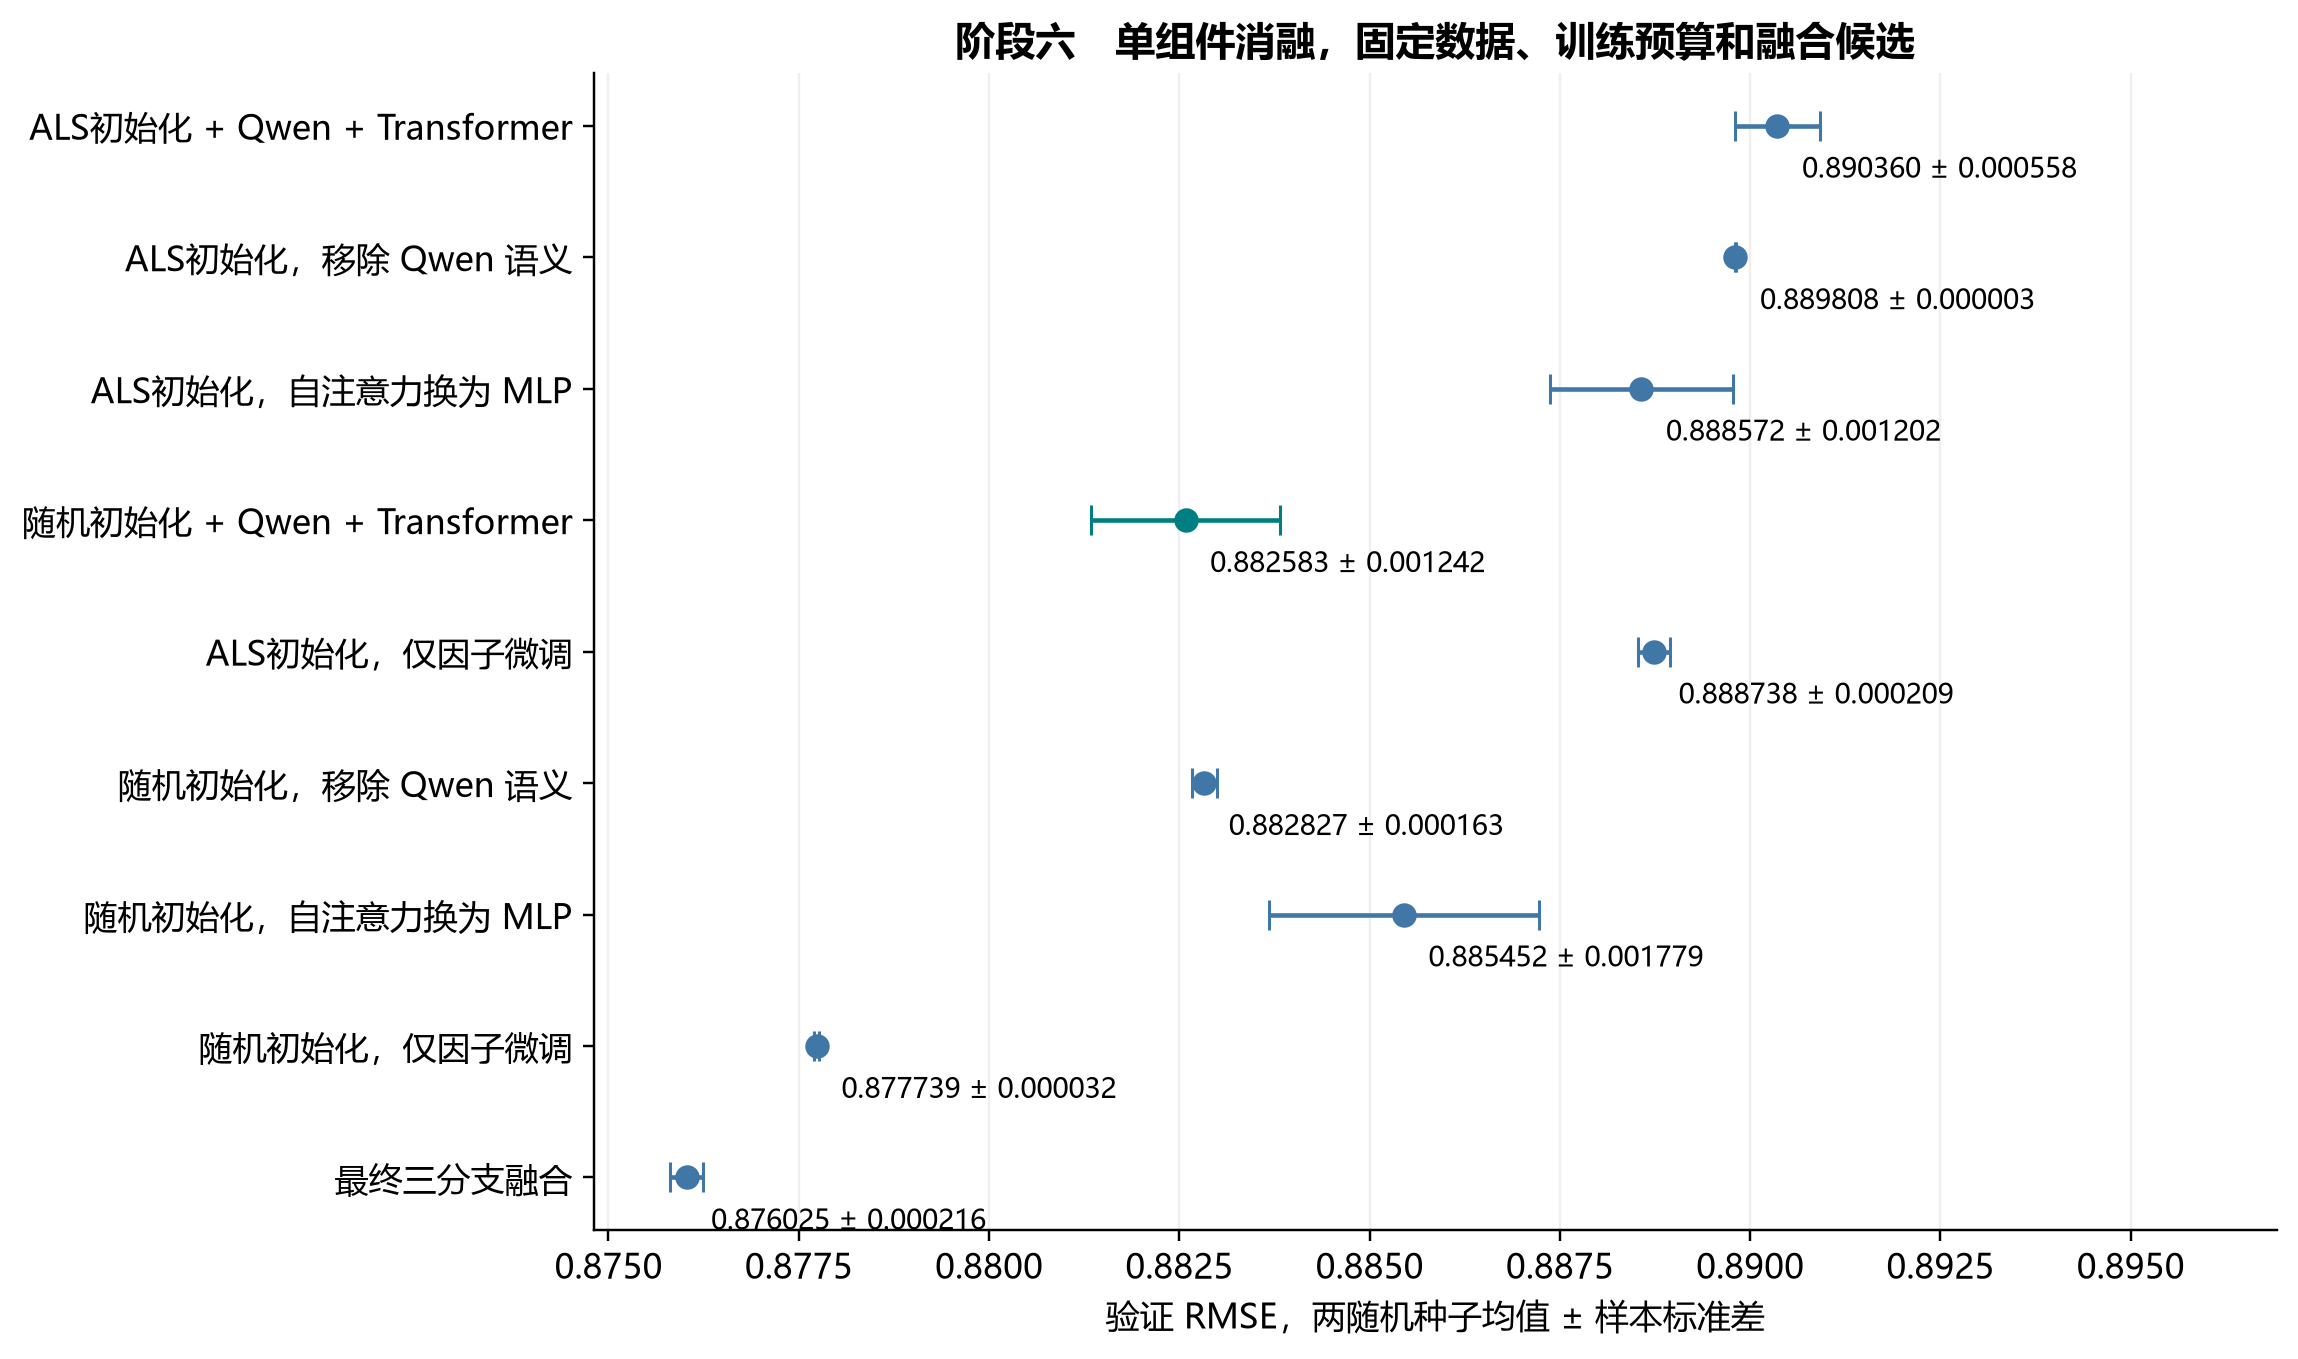 阶段六　单组件消融，固定数据、训练预算和融合候选
ALS初始化 + Qwen + Transformer
0.890360 ± 0.000558
ALS初始化，移除 Qwen 语义
0.889808 ± 0.000003
ALS初始化，自注意力换为 MLP
0.888572 ± 0.001202
随机初始化 + Qwen + Transformer
0.882583 ± 0.001242
ALS初始化，仅因子微调
0.888738 ± 0.000209
随机初始化，移除 Qwen 语义
0.882827 ± 0.000163
随机初始化，自注意力换为 MLP
0.885452 ± 0.001779
随机初始化，仅因子微调
0.877739 ± 0.000032
最终三分支融合
0.876025 ± 0.000216
0.8750 0.8775 0.8800 0.8825 0.8850 0.8875 0.8900 0.8925 0.8950
验证 RMSE，两随机种子均值 ± 样本标准差